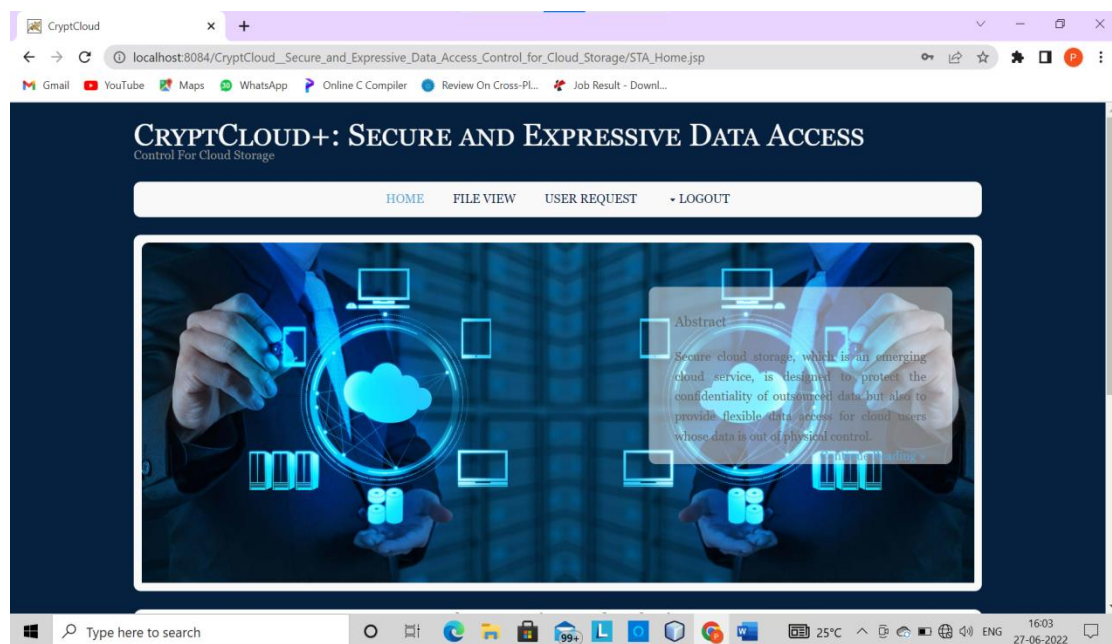 CryptCloud
localhost:8084/CryptCloud__Secure_and_Expressive_Data_Access_Control_for_Cloud_Storage/STA_Home.jsp
P
Gmail YouTube Maps 30 WhatsApp Online C Compiler Review On Cross-Pl... Job Result - Downl...
CRYPTCLOUD+: SECURE AND EXPRESSIVE DATA ACCESS
Control For Cloud Storage
HOME FILE VIEW USER REQUEST LOGOUT
Abstract
Secure cloud storage, which is an emerging
cloud service, is designed to protect the
confidentiality of outsourced data but also to
provide flexible data access for cloud users
whose data is out of physical control.
Continue Reading »
Type here to search 99+ L 25°C ENG 16:03
27-06-2022